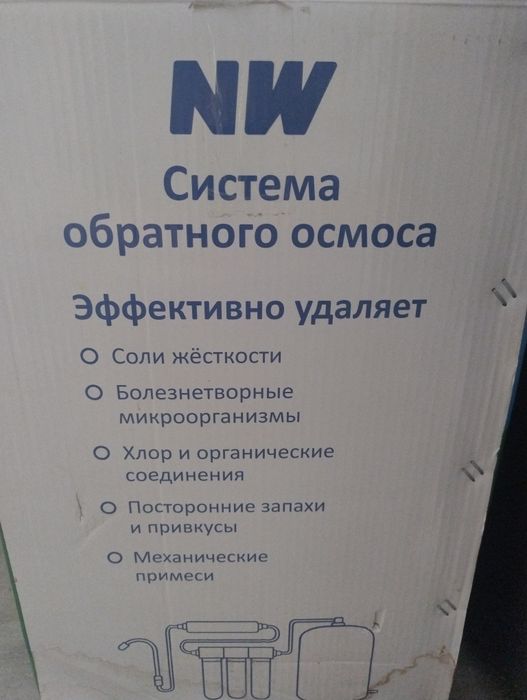 NW
Система
обратного осмоса
Эффективно удаляет
Соли жёсткости
Болезнетворные
микроорганизмы
Хлор и органические
соединения
Посторонние запахи
и привкусы
Механические
примеси